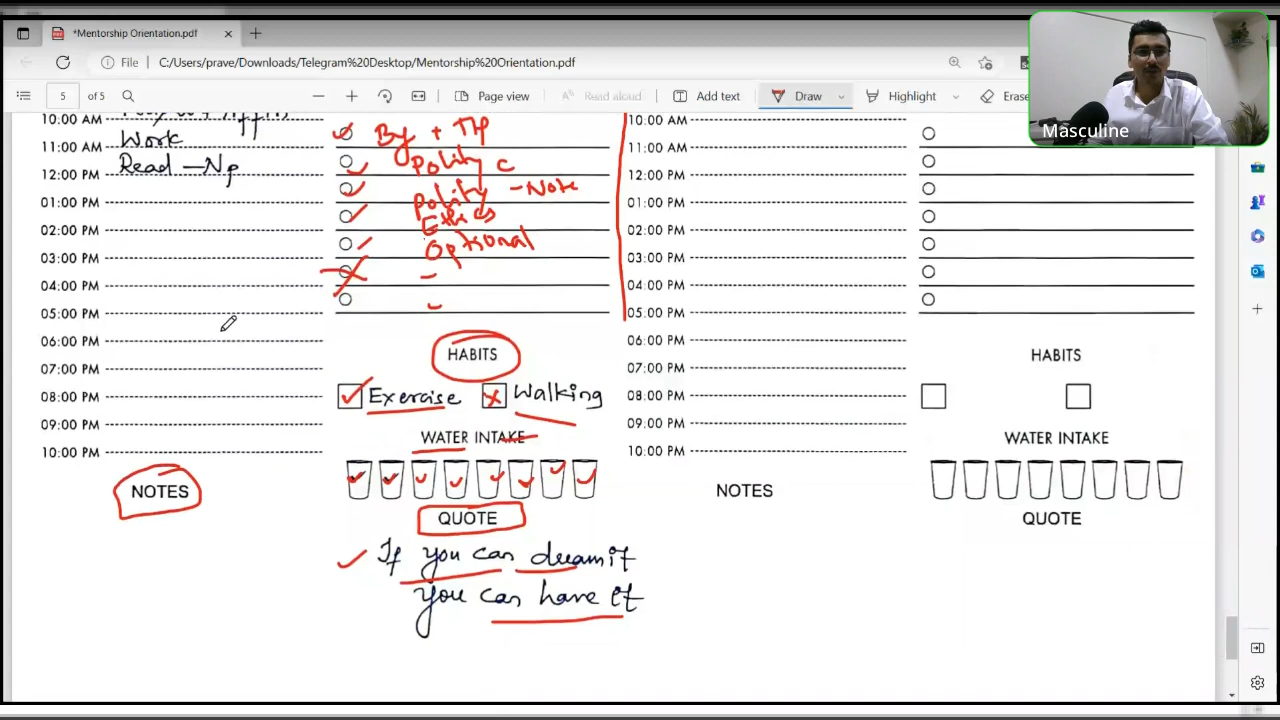 *Mentorship Orientation.pdf
File C:/Users/prave/Downloads/Telegram%20Desktop/Mentorship%20Orientation.pdf
5 of 5 Page view Read aloud Add text Draw Highlight Erase
Masculine
10:00 AM
Work
11:00 AM
Read - Np
12:00 PM
01:00 PM
02:00 PM
03:00 PM
04:00 PM
05:00 PM
06:00 PM
07:00 PM
08:00 PM
09:00 PM
10:00 PM
NOTES
+
Polity C
Polity - Note
Ethics
Optional
HABITS
Exercise Walking
WATER INTAKE
QUOTE
If you can dream it
you can have it
10:00 AM
11:00 AM
12:00 PM
01:00 PM
02:00 PM
03:00 PM
04:00 PM
05:00 PM
06:00 PM
07:00 PM
08:00 PM
09:00 PM
10:00 PM
NOTES
HABITS
WATER INTAKE
QUOTE